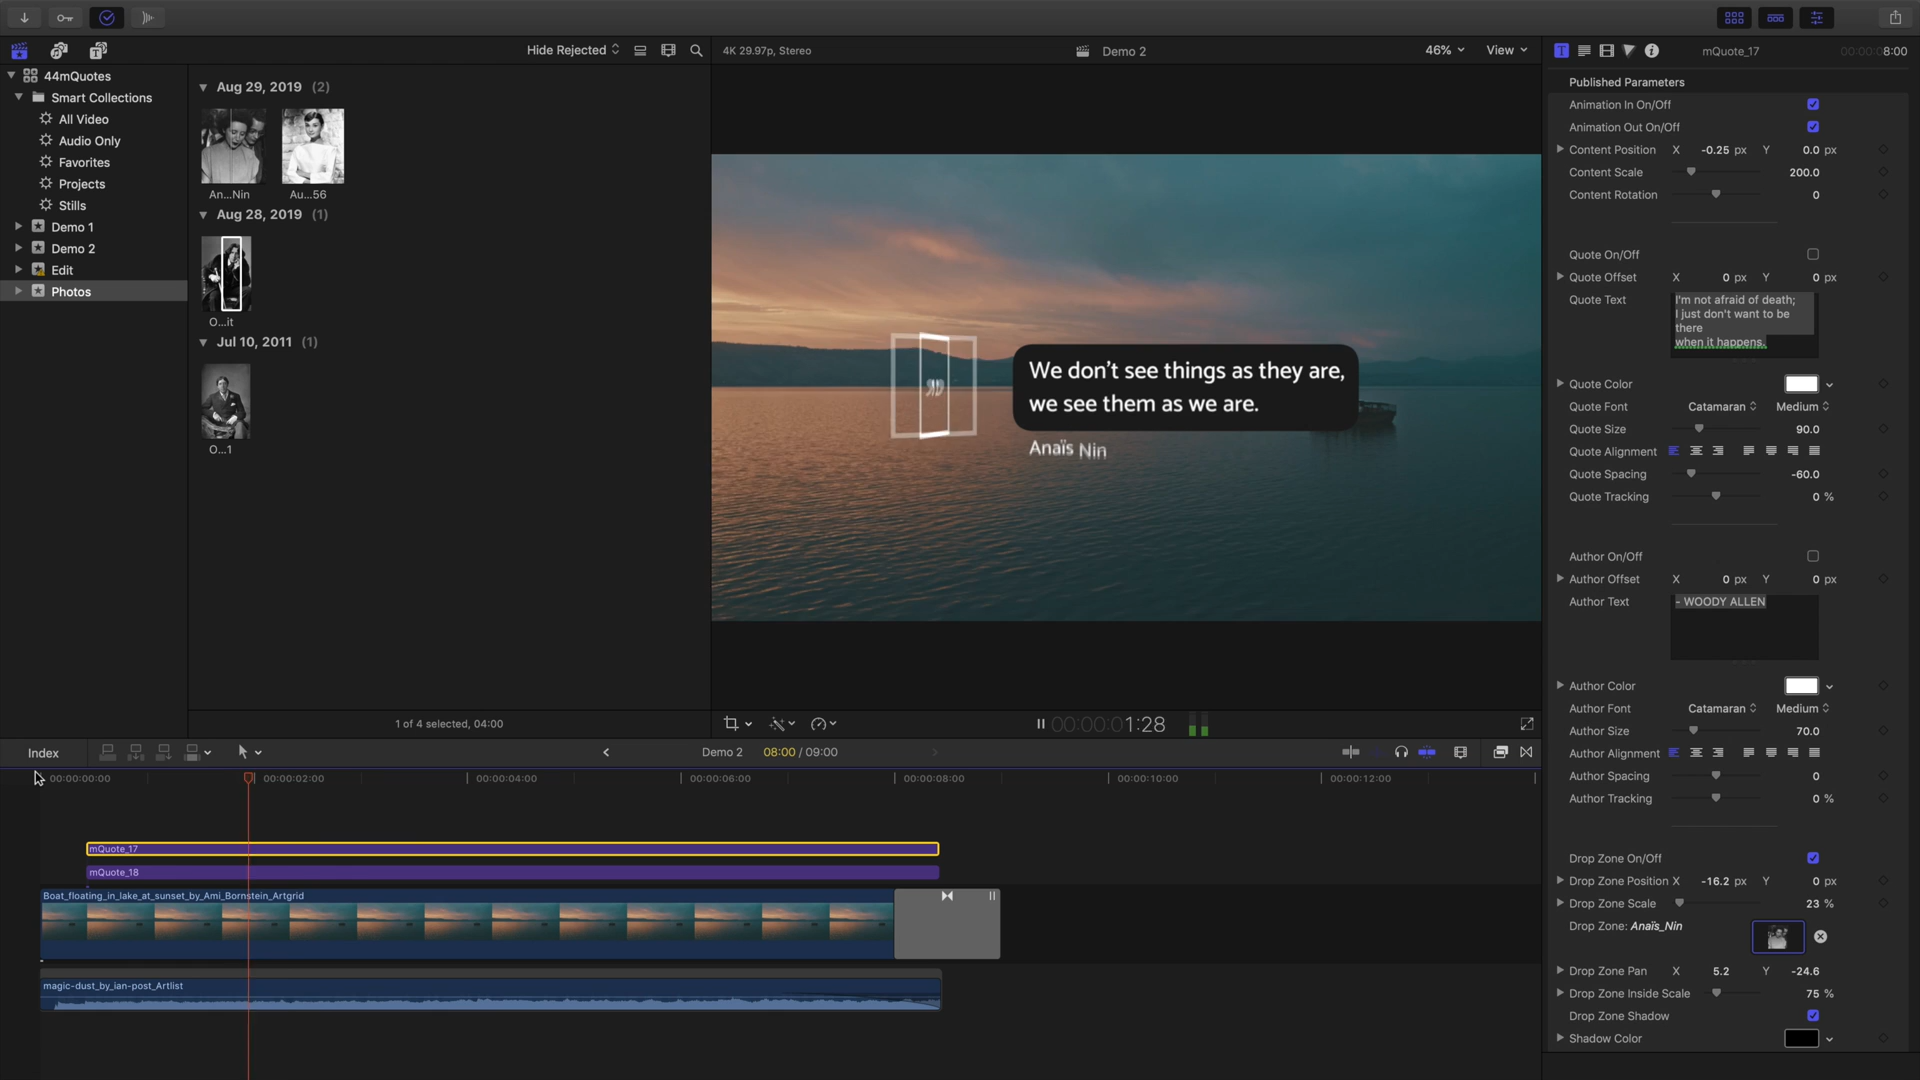 Hide Rejected
4K 29.97p, Stereo
Demo 2
46%
View
mQuote_17
00:00:08:00
44mQuotes
Smart Collections
All Video
Audio Only
Favorites
Projects
Stills
Demo 1
Demo 2
Edit
Photos
Aug 29, 2019 (2)
An...Nin
Au...56
Aug 28, 2019 (1)
O...it
Jul 10, 2011 (1)
O...1
1 of 4 selected, 04:00
We don't see things as they are,
we see them as we are.
Anaïs Nin
00:00:01:28
Published Parameters
Animation In On/Off
Animation Out On/Off
Content Position X -0.25 px Y 0.0 px
Content Scale 200.0
Content Rotation 0
Quote On/Off
Quote Offset X 0 px Y 0 px
Quote Text
I'm not afraid of death;
I just don't want to be
there
when it happens.
Quote Color
Quote Font Catamaran Medium
Quote Size 90.0
Quote Alignment
Quote Spacing -60.0
Quote Tracking 0 %
Author On/Off
Author Offset X 0 px Y 0 px
Author Text - WOODY ALLEN
Author Color
Author Font Catamaran Medium
Author Size 70.0
Author Alignment
Author Spacing 0
Author Tracking 0 %
Drop Zone On/Off
Drop Zone Position X -16.2 px Y 0 px
Drop Zone Scale 23 %
Drop Zone: Anaïs_Nin
Drop Zone Pan X 5.2 Y -24.6
Drop Zone Inside Scale 75 %
Drop Zone Shadow
Shadow Color
Index
Demo 2
08:00 / 09:00
00:00:00:00
00:00:02:00
00:00:04:00
00:00:06:00
00:00:08:00
00:00:10:00
00:00:12:00
mQuote_17
mQuote_18
Boat_floating_in_lake_at_sunset_by_Ami_Bornstein_Artgrid
magic-dust_by_ian-post_Artlist